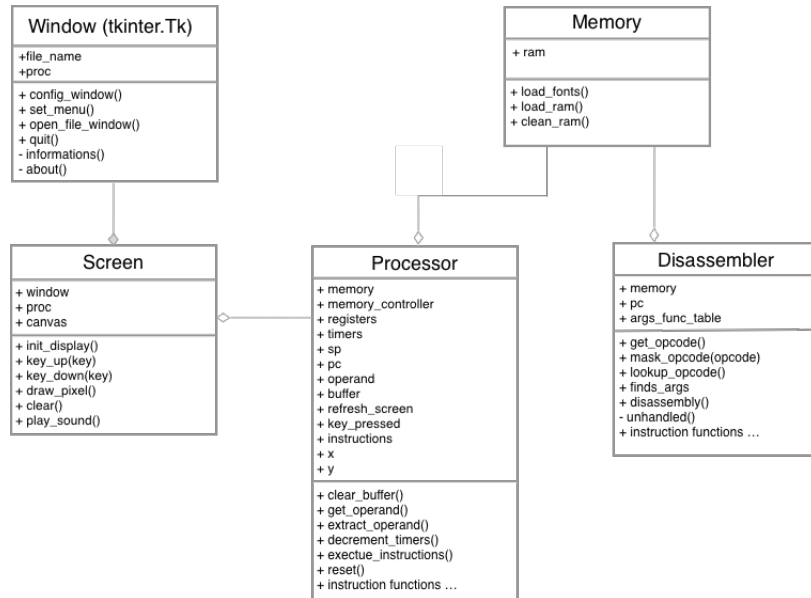 Window (tkinter.Tk)
+file_name
+proc
+ config_window()
+ set_menu()
+ open_file_window()
+ quit()
- informations()
- about()
Memory
+ ram
+ load_fonts()
+ load_ram()
+ clean_ram()
Screen
+ window
+ proc
+ canvas
+ init_display()
+ key_up(key)
+ key_down(key)
+ draw_pixel()
+ clear()
+ play_sound()
Processor
+ memory
+ memory_controller
+ registers
+ timers
+ sp
+ pc
+ operand
+ buffer
+ refresh_screen
+ key_pressed
+ instructions
+ x
+ y
+ clear_buffer()
+ get_operand()
+ extract_operand()
+ decrement_timers()
+ exectue_instructions()
+ reset()
+ instruction functions …
Disassembler
+ memory
+ pc
+ args_func_table
+ get_opcode()
+ mask_opcode(opcode)
+ lookup_opcode()
+ finds_args
+ disassembly()
- unhandled()
+ instruction functions …